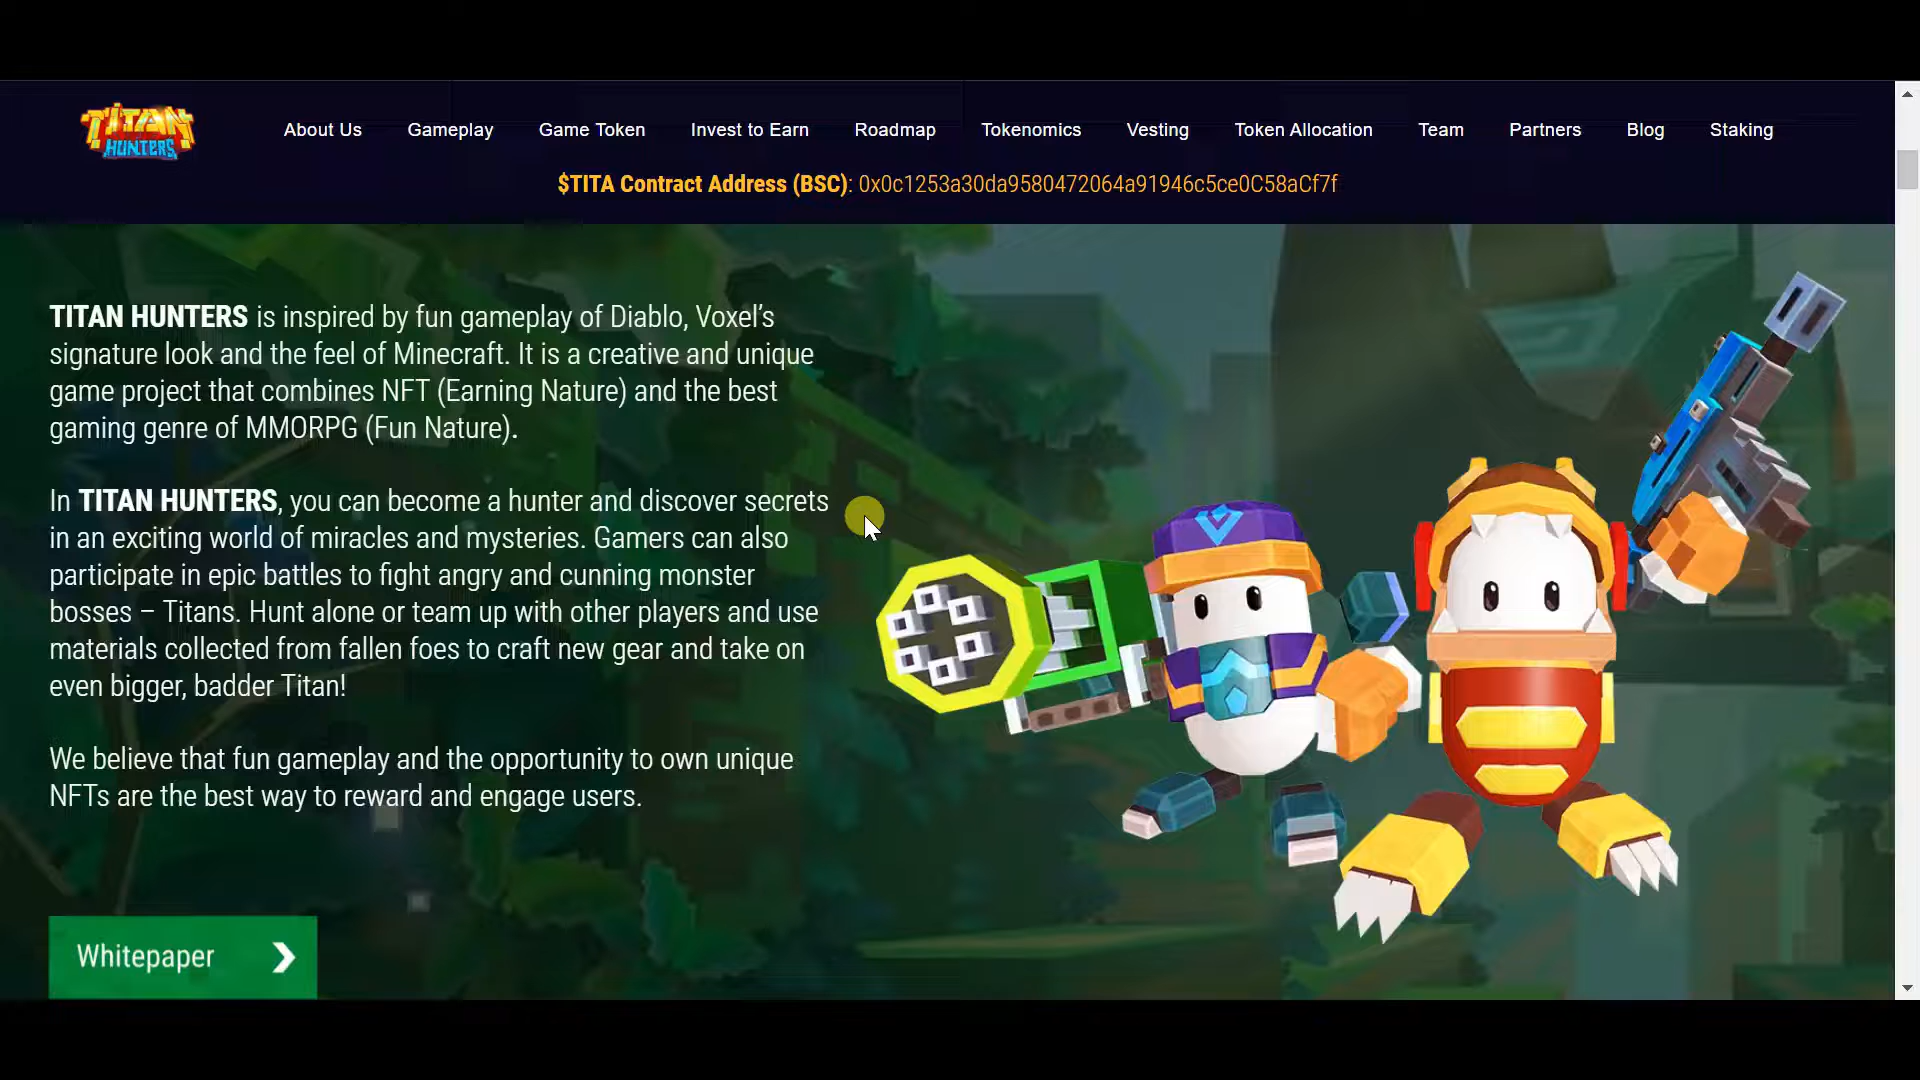 TITAN HUNTERS
About Us Gameplay Game Token Invest to Earn Roadmap Tokenomics Vesting Token Allocation Team Partners Blog Staking
$TITA Contract Address (BSC): 0x0c1253a30da9580472064a91946c5ce0C58aCf7f
TITAN HUNTERS is inspired by fun gameplay of Diablo, Voxel’s
signature look and the feel of Minecraft. It is a creative and unique
game project that combines NFT (Earning Nature) and the best
gaming genre of MMORPG (Fun Nature).
In TITAN HUNTERS, you can become a hunter and discover secrets
in an exciting world of miracles and mysteries. Gamers can also
participate in epic battles to fight angry and cunning monster
bosses – Titans. Hunt alone or team up with other players and use
materials collected from fallen foes to craft new gear and take on
even bigger, badder Titan!
We believe that fun gameplay and the opportunity to own unique
NFTs are the best way to reward and engage users.
Whitepaper